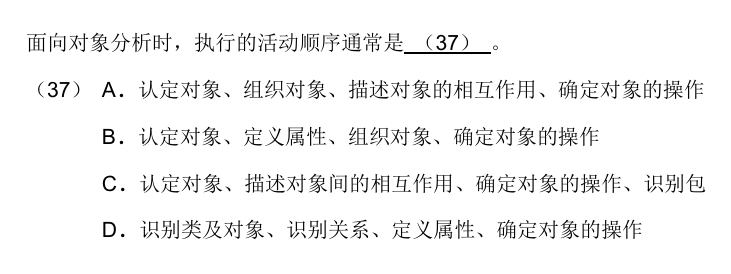 面向对象分析时，执行的活动顺序通常是 （37） 。
（37） A．认定对象、组织对象、描述对象的相互作用、确定对象的操作
B．认定对象、定义属性、组织对象、确定对象的操作
C．认定对象、描述对象间的相互作用、确定对象的操作、识别包
D．识别类及对象、识别关系、定义属性、确定对象的操作